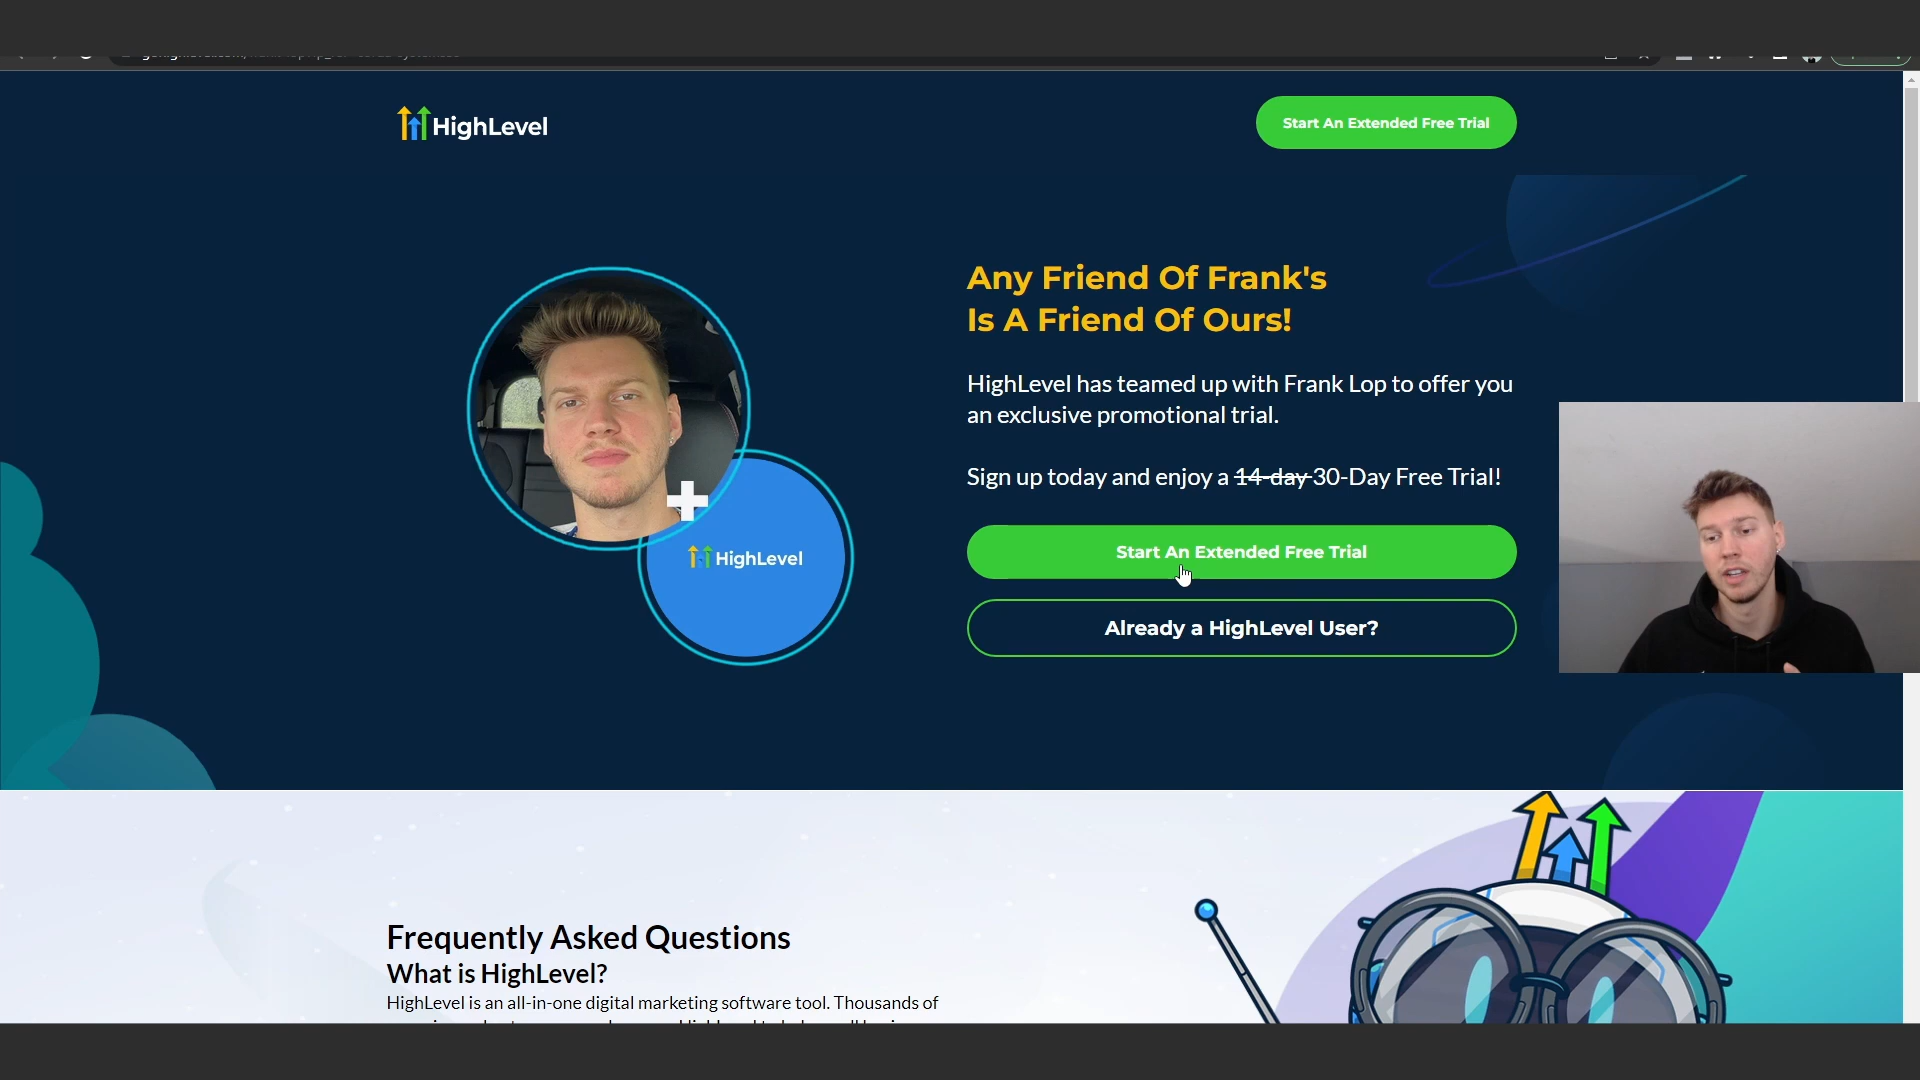 HighLevel
Start An Extended Free Trial
Any Friend Of Frank's
Is A Friend Of Ours!
HighLevel has teamed up with Frank Lop to offer you
an exclusive promotional trial.
Sign up today and enjoy a 14-day 30-Day Free Trial!
HighLevel
Start An Extended Free Trial
Already a HighLevel User?
Frequently Asked Questions
What is HighLevel?
HighLevel is an all-in-one digital marketing software tool. Thousands of